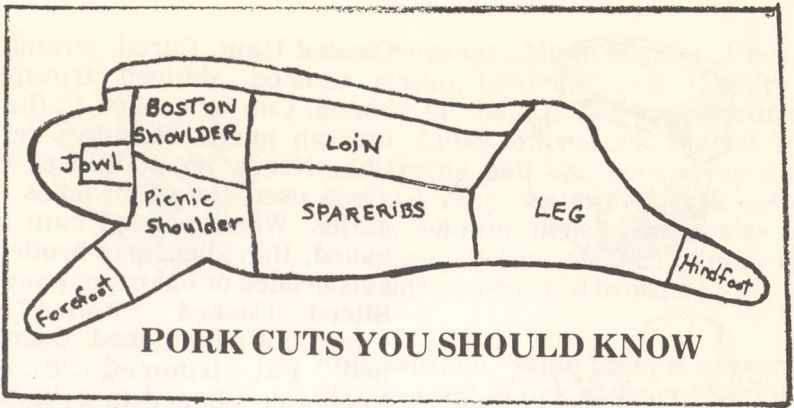 BOSTON
SHOULDER
LOIN
Jowl
Picnic
Shoulder
SPARERIBS
LEG
Forefoot
Hindfoot
PORK CUTS YOU SHOULD KNOW